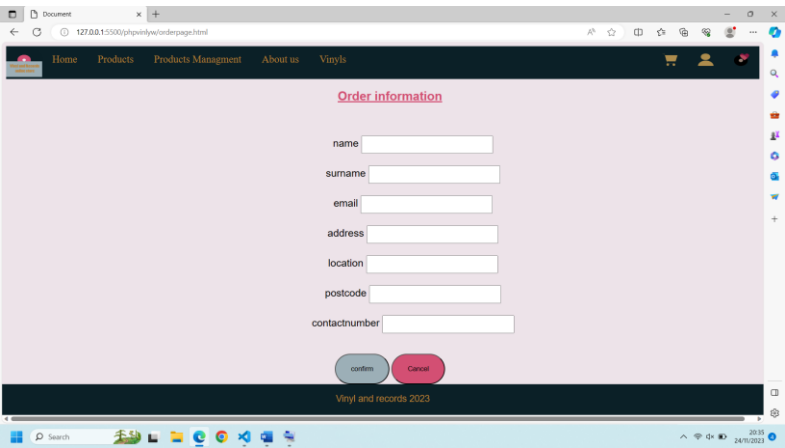 Document
127.0.0.1:5500/phpvinlyw/orderpage.html
Home Products Products Managment About us Vinyls
Order information
name
surname
email
address
location
postcode
contactnumber
confirm Cancel
Vinyl and records 2023
Search
20:35
24/11/2023